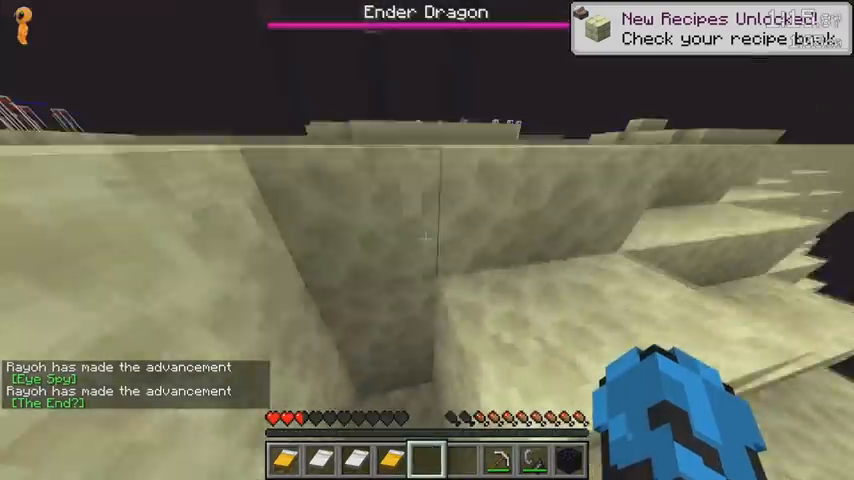 Ender Dragon
New Recipes Unlocked!
Check your recipe book
Rayoh has made the advancement
[Eye Spy]
Rayoh has made the advancement
[The End?]